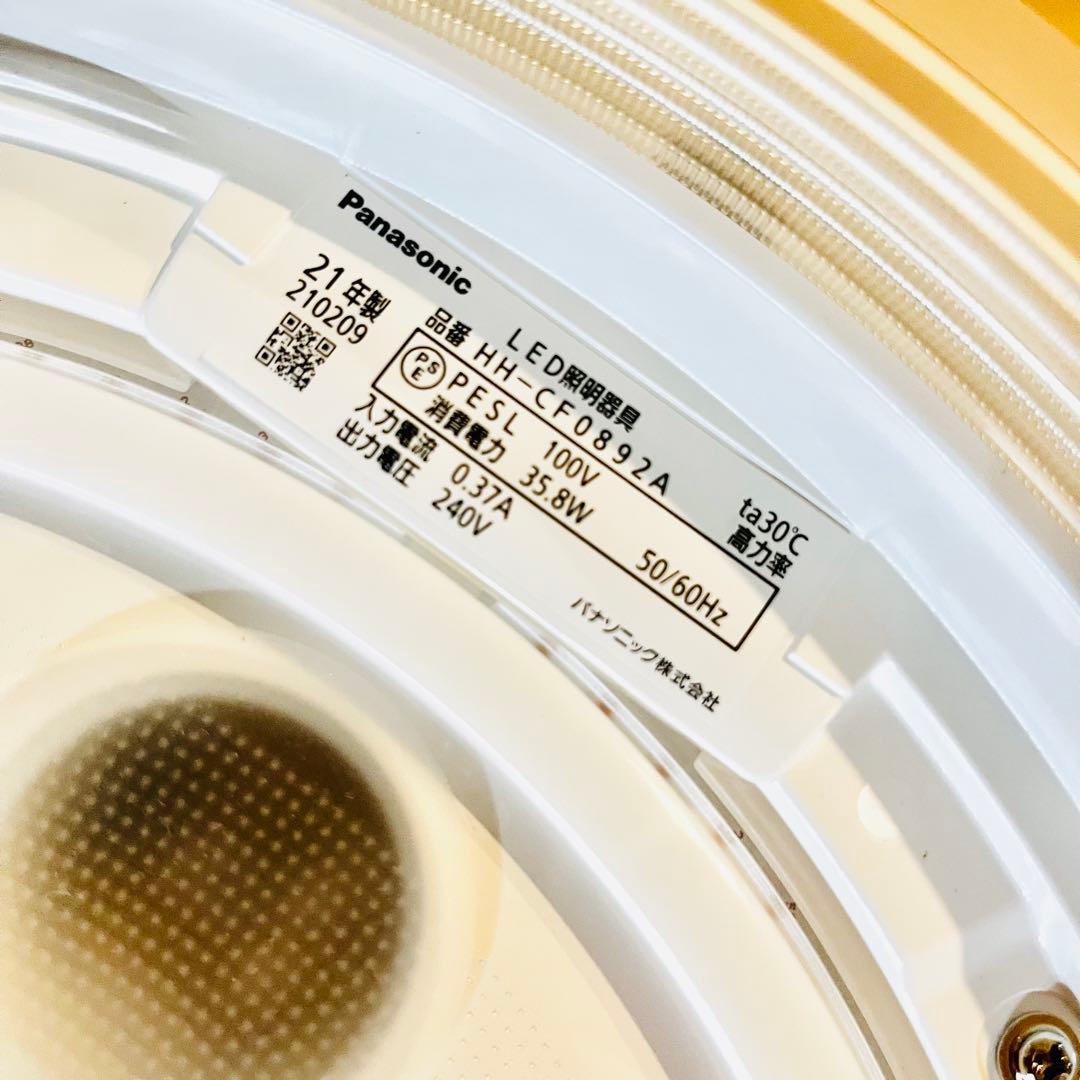 Panasonic
21年製
210209
LED照明器具
品番 HH-CF0892A
PSE PESL 100V
消費電力 35.8W
50/60Hz
入力電流 0.37A
出力電圧 240V
ta30℃
高力率
パナソニック株式会社